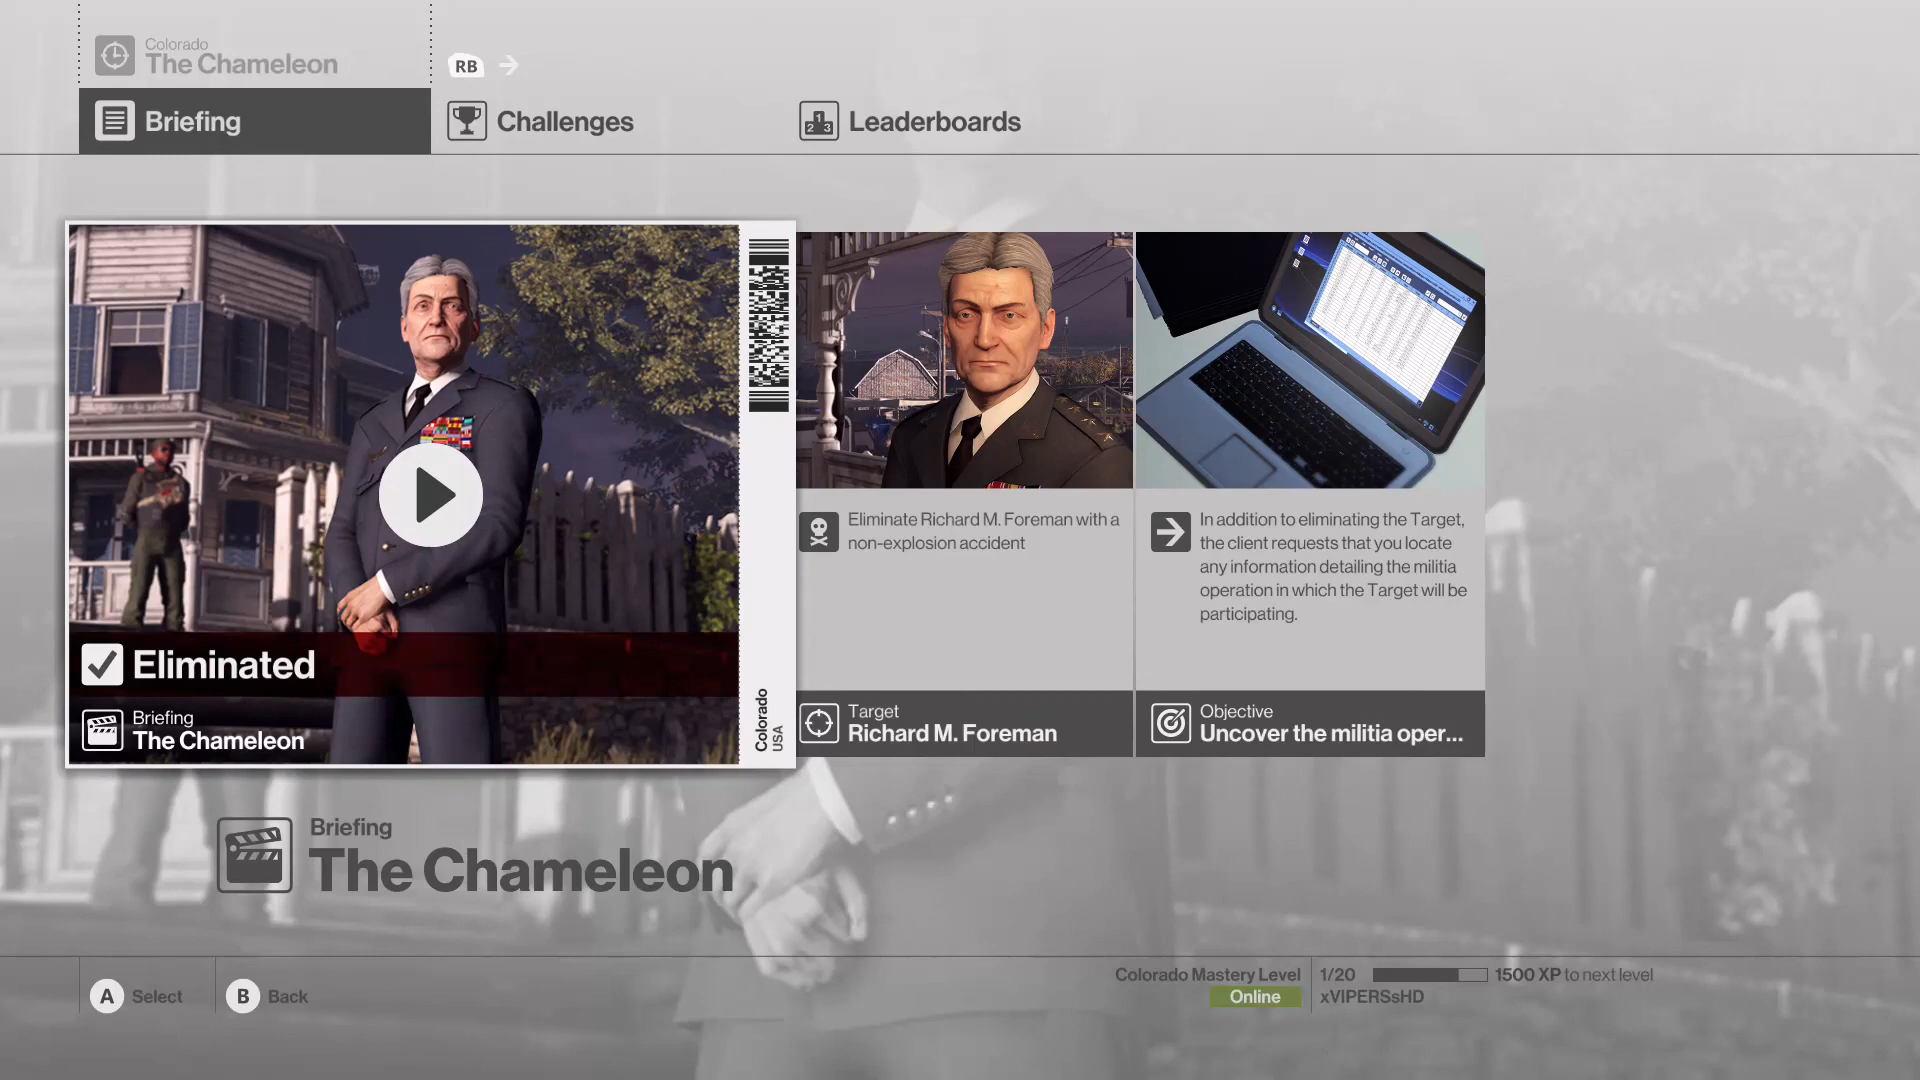 Colorado
The Chameleon
RB
Briefing
Challenges
Leaderboards
Eliminated
Briefing
The Chameleon
Colorado
USA
Eliminate Richard M. Foreman with a
non-explosion accident
Target
Richard M. Foreman
In addition to eliminating the Target,
the client requests that you locate
any information detailing the militia
operation in which the Target will be
participating.
Objective
Uncover the militia oper...
Briefing
The Chameleon
A Select
B Back
Colorado Mastery Level
1/20
1500 XP to next level
Online
xVIPERSsHD